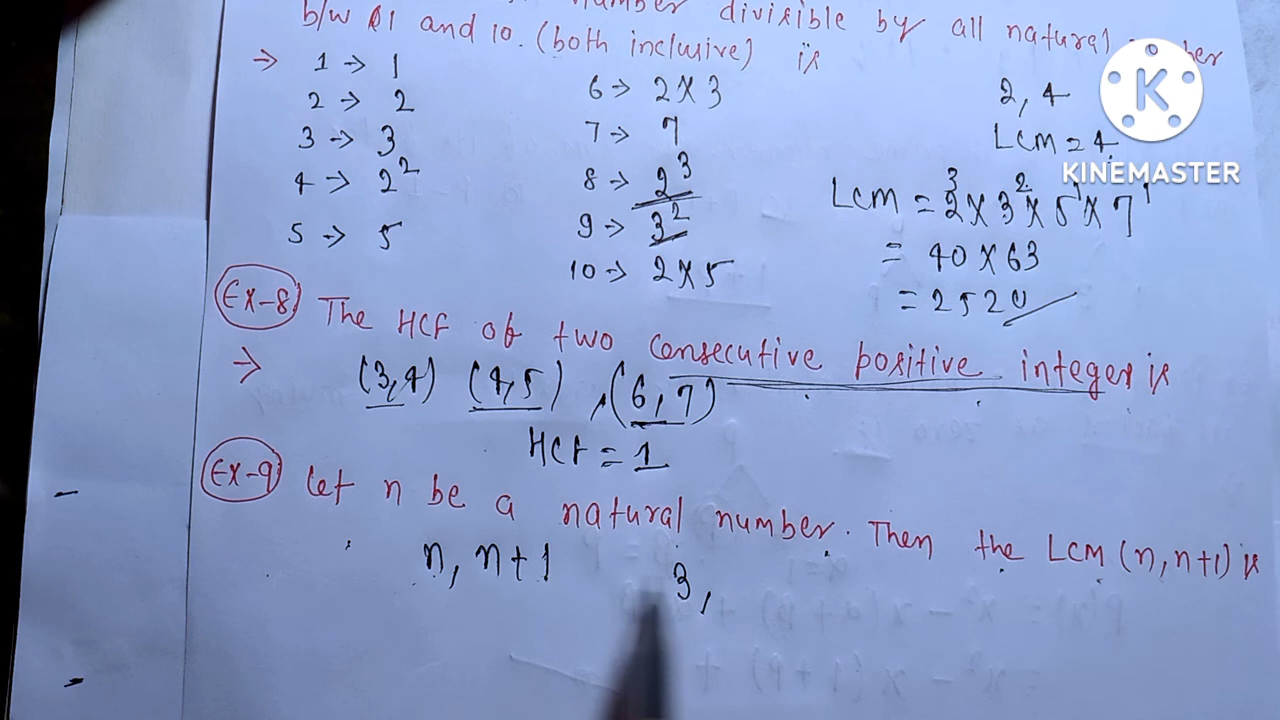 number divisible by all natural
b/w 1 and 10. (both inclusive) is
→ 1 → 1
2 → 2
3 → 3
4 → 2²
5 → 5
6 → 2×3
7 → 7
8 → 2³
9 → 3²
10 → 2×5
2, 4
LCM = 4
LCM = 2³×3²×5¹×7¹
= 40×63
= 2520
K
KINEMASTER
Ex-8 The HCF of two consecutive positive integer is
→ (3,4) (4,5) , (6,7)
HCF = 1
Ex-9 Let n be a natural number. Then the LCM (n, n+1) is
n, n+1 3,